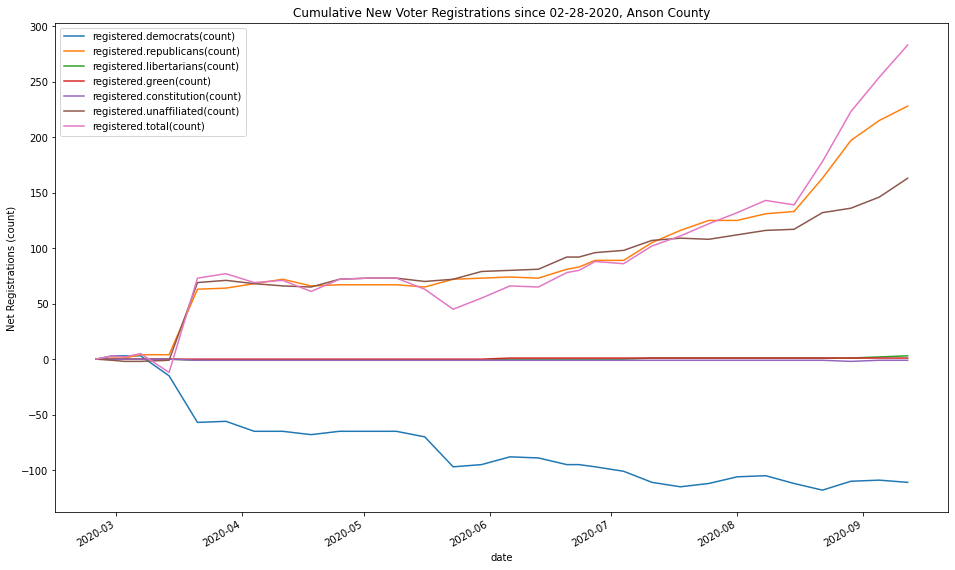 Cumulative New Voter Registrations since 02-28-2020, Anson County
registered.democrats(count)
registered.republicans(count)
registered.libertarians(count)
registered.green(count)
registered.constitution(count)
registered.unaffiliated(count)
registered.total(count)
Net Registrations (count)
300
250
200
150
100
50
0
−50
−100
2020-03
2020-04
2020-05
2020-06
2020-07
2020-08
2020-09
date